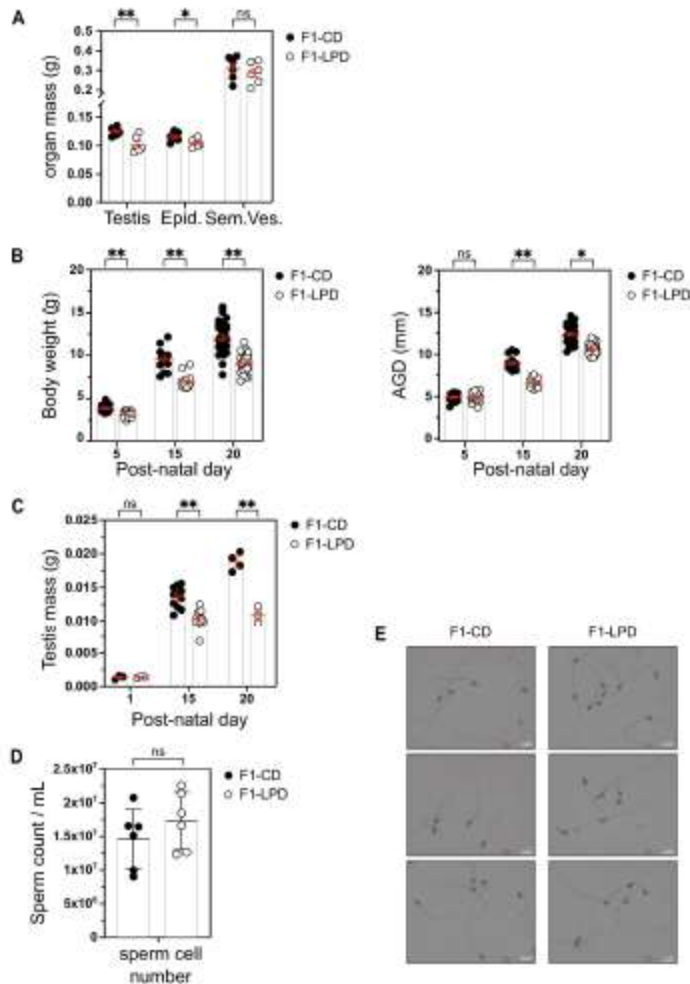 A
** * ns
F1-CD
F1-LPD
organ mass (g)
0.5
0.4
0.3
0.2
0.15
0.10
0.05
0.00
Testis Epid. Sem.Ves.
B
** ** **
F1-CD
F1-LPD
Body weight (g)
20
15
10
5
0
5 15 20
Post-natal day
ns ** *
F1-CD
F1-LPD
AGD (mm)
20
15
10
5
0
5 15 20
Post-natal day
C
ns ** **
F1-CD
F1-LPD
Testis mass (g)
0.025
0.020
0.015
0.010
0.005
0.000
1 15 20
Post-natal day
D
ns
F1-CD
F1-LPD
Sperm count / mL
2.5x10⁷
2x10⁷
1.5x10⁷
1x10⁷
5x10⁶
0
sperm cell
number
E
F1-CD F1-LPD